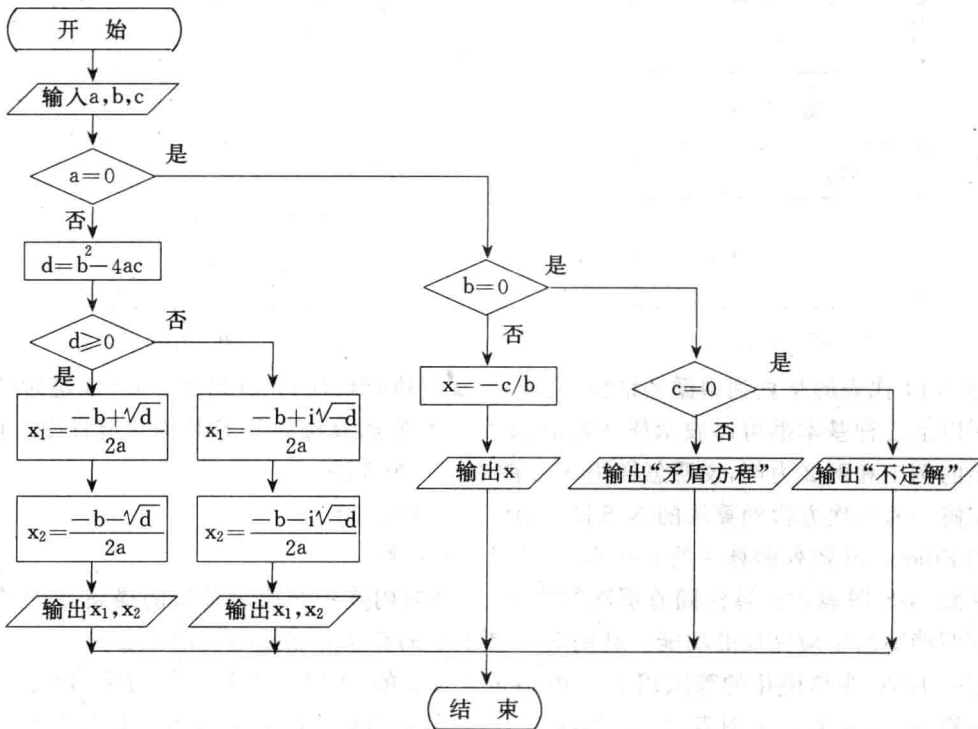 开 始
输入a,b,c
a=0
是
否
d=b²-4ac
d≥0
否
是
x₁=(-b+√d)/2a
x₂=(-b-√d)/2a
输出x₁,x₂
x₁=(-b+i√-d)/2a
x₂=(-b-i√-d)/2a
输出x₁,x₂
b=0
是
否
x=-c/b
输出x
c=0
是
否
输出“矛盾方程”
输出“不定解”
结 束